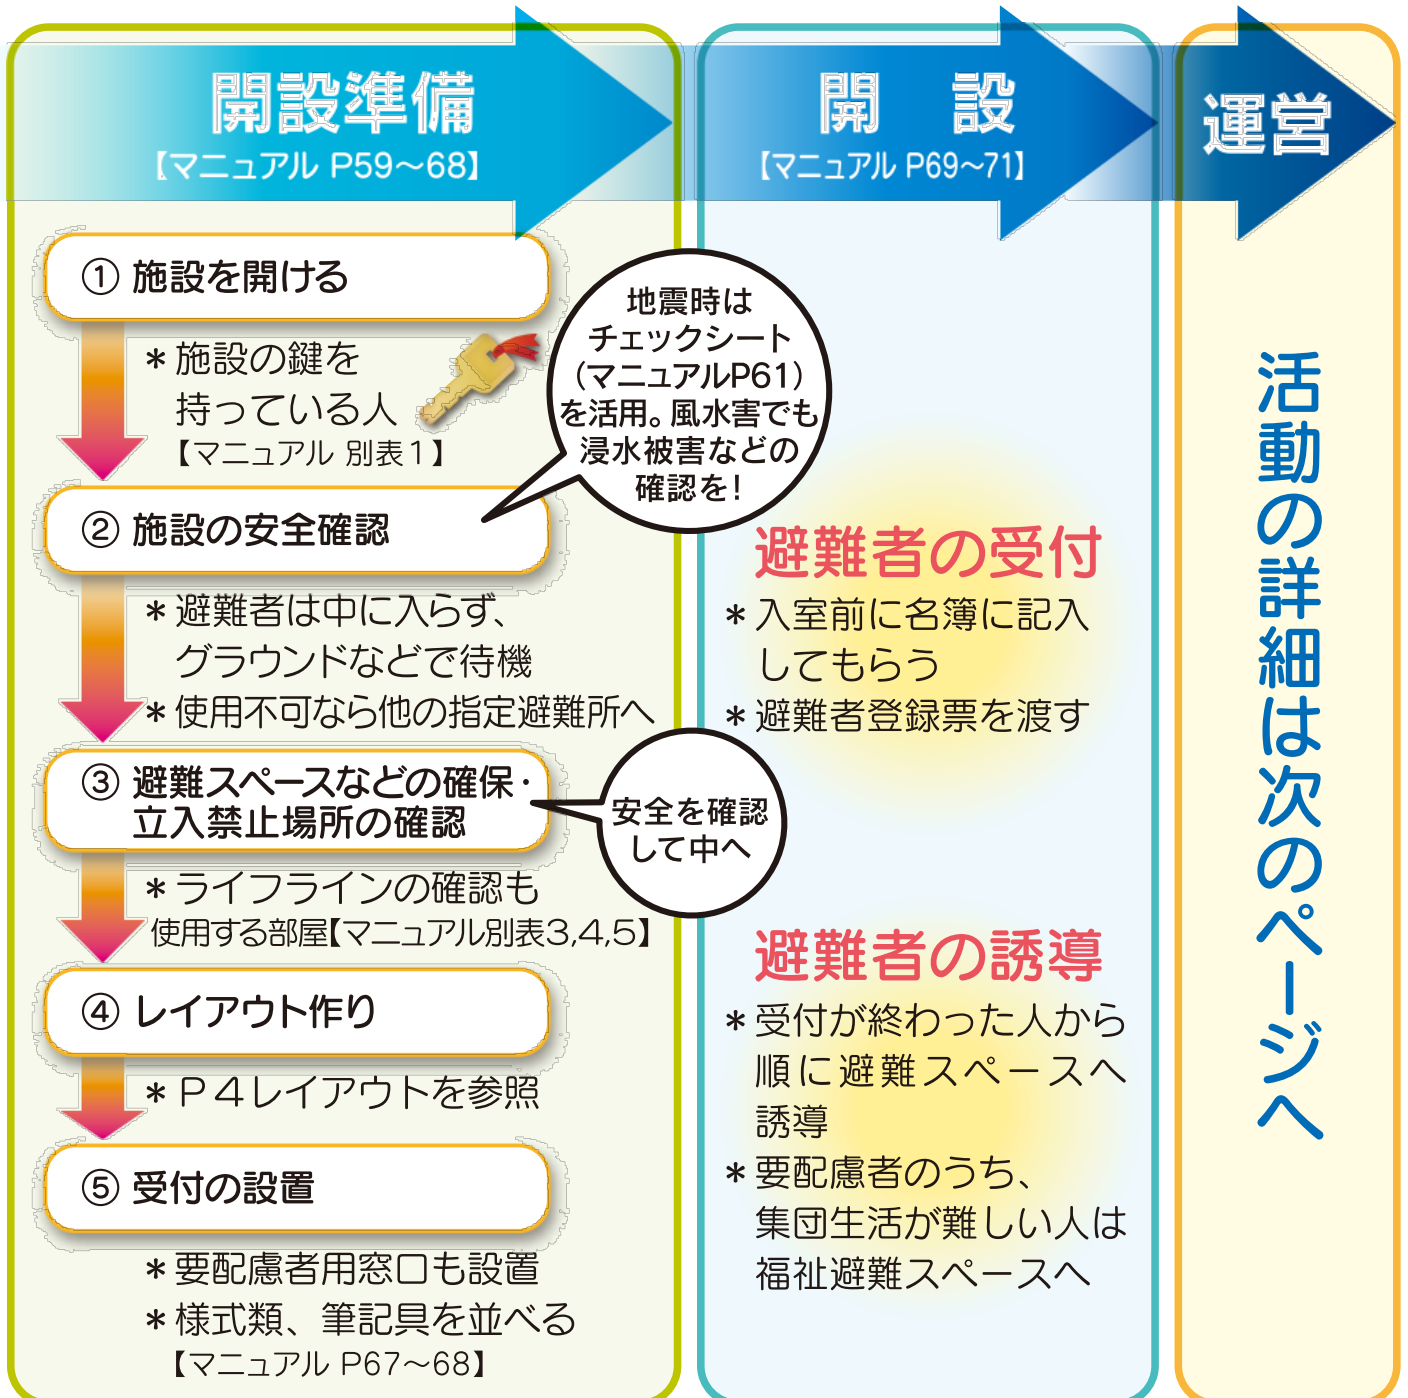 開設準備
【マニュアル P59～68】
① 施設を開ける
＊施設の鍵を
持っている人
【マニュアル 別表1】
② 施設の安全確認
地震時は
チェックシート
（マニュアルP61）
を活用。風水害でも
浸水被害などの
確認を！
＊避難者は中に入らず、
グラウンドなどで待機
＊使用不可なら他の指定避難所へ
③ 避難スペースなどの確保・
立入禁止場所の確認
安全を確認
して中へ
＊ライフラインの確認も
使用する部屋【マニュアル別表3,4,5】
④ レイアウト作り
＊P4レイアウトを参照
⑤ 受付の設置
＊要配慮者用窓口も設置
＊様式類、筆記具を並べる
【マニュアル P67～68】
開 設
【マニュアル P69～71】
避難者の受付
＊入室前に名簿に記入
してもらう
＊避難者登録票を渡す
避難者の誘導
＊受付が終わった人から
順に避難スペースへ
誘導
＊要配慮者のうち、
集団生活が難しい人は
福祉避難スペースへ
運営
活動の詳細は次のページへ